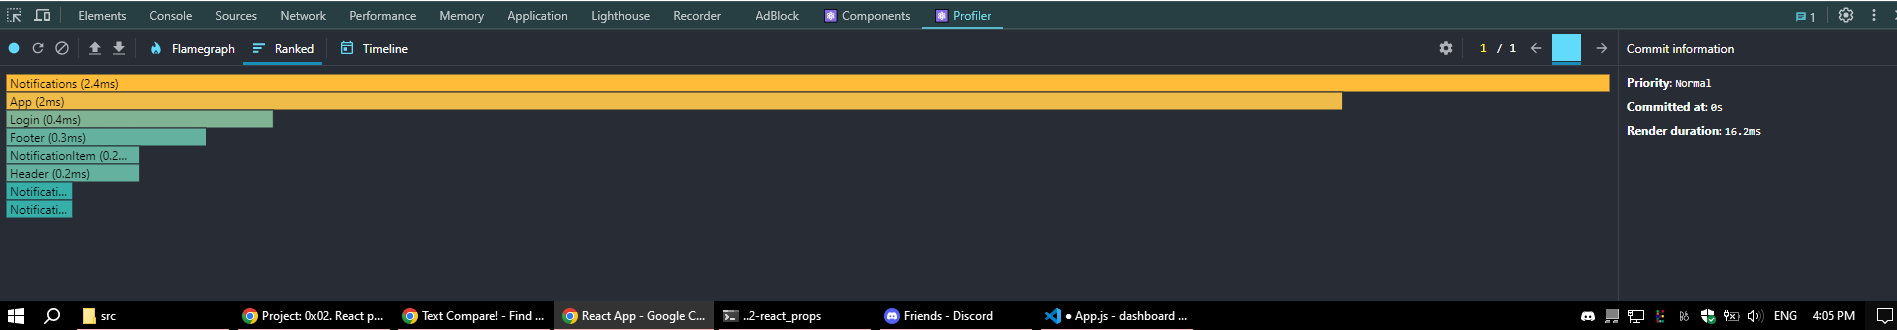 Elements Console Sources Network Performance Memory Application Lighthouse Recorder AdBlock Components Profiler 1
Flamegraph Ranked Timeline 1 / 1 Commit information
Notifications (2.4ms)
App (2ms)
Login (0.4ms)
Footer (0.3ms)
NotificationItem (0.2...
Header (0.2ms)
Notificati...
Notificati...
Priority: Normal
Committed at: 0s
Render duration: 16.2ms
src Project: 0x02. React p... Text Compare! - Find ... React App - Google C... ..2-react_props Friends - Discord ● App.js - dashboard ... ENG 4:05 PM